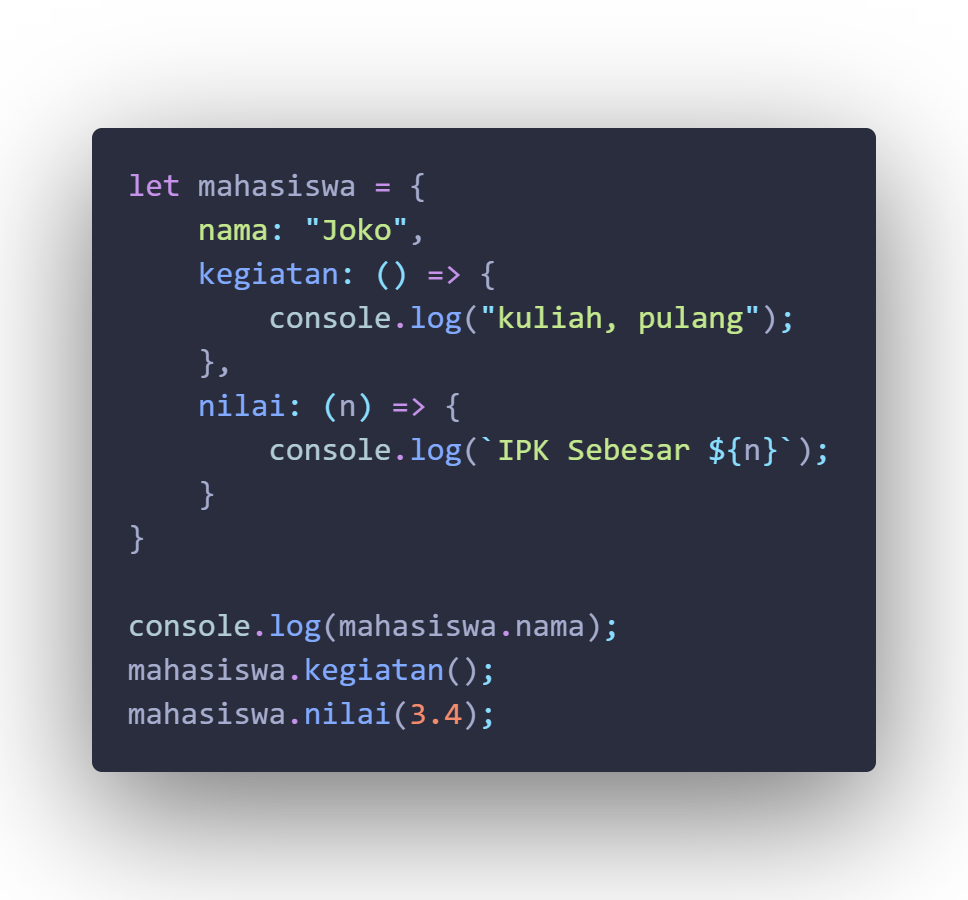 let mahasiswa = {
    nama: "Joko",
    kegiatan: () => {
        console.log("kuliah, pulang");
    },
    nilai: (n) => {
        console.log(`IPK Sebesar ${n}`);
    }
}

console.log(mahasiswa.nama);
mahasiswa.kegiatan();
mahasiswa.nilai(3.4);